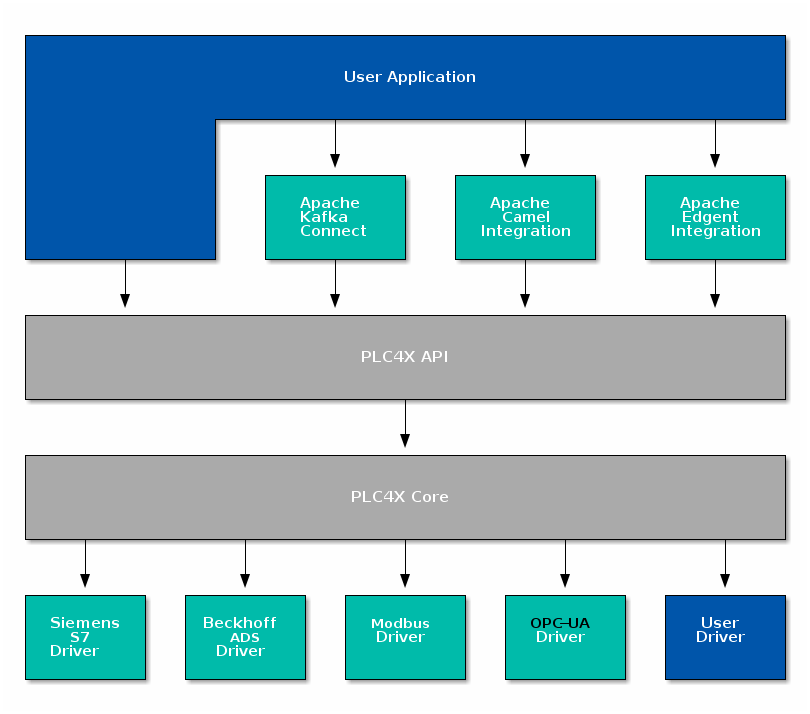 User Application
Apache
Kafka
Connect
Apache
Camel
Integration
Apache
Edgent
Integration
PLC4X API
PLC4X Core
Siemens
S7
Driver
Beckhoff
ADS
Driver
Modbus
Driver
OPC-UA
Driver
User
Driver